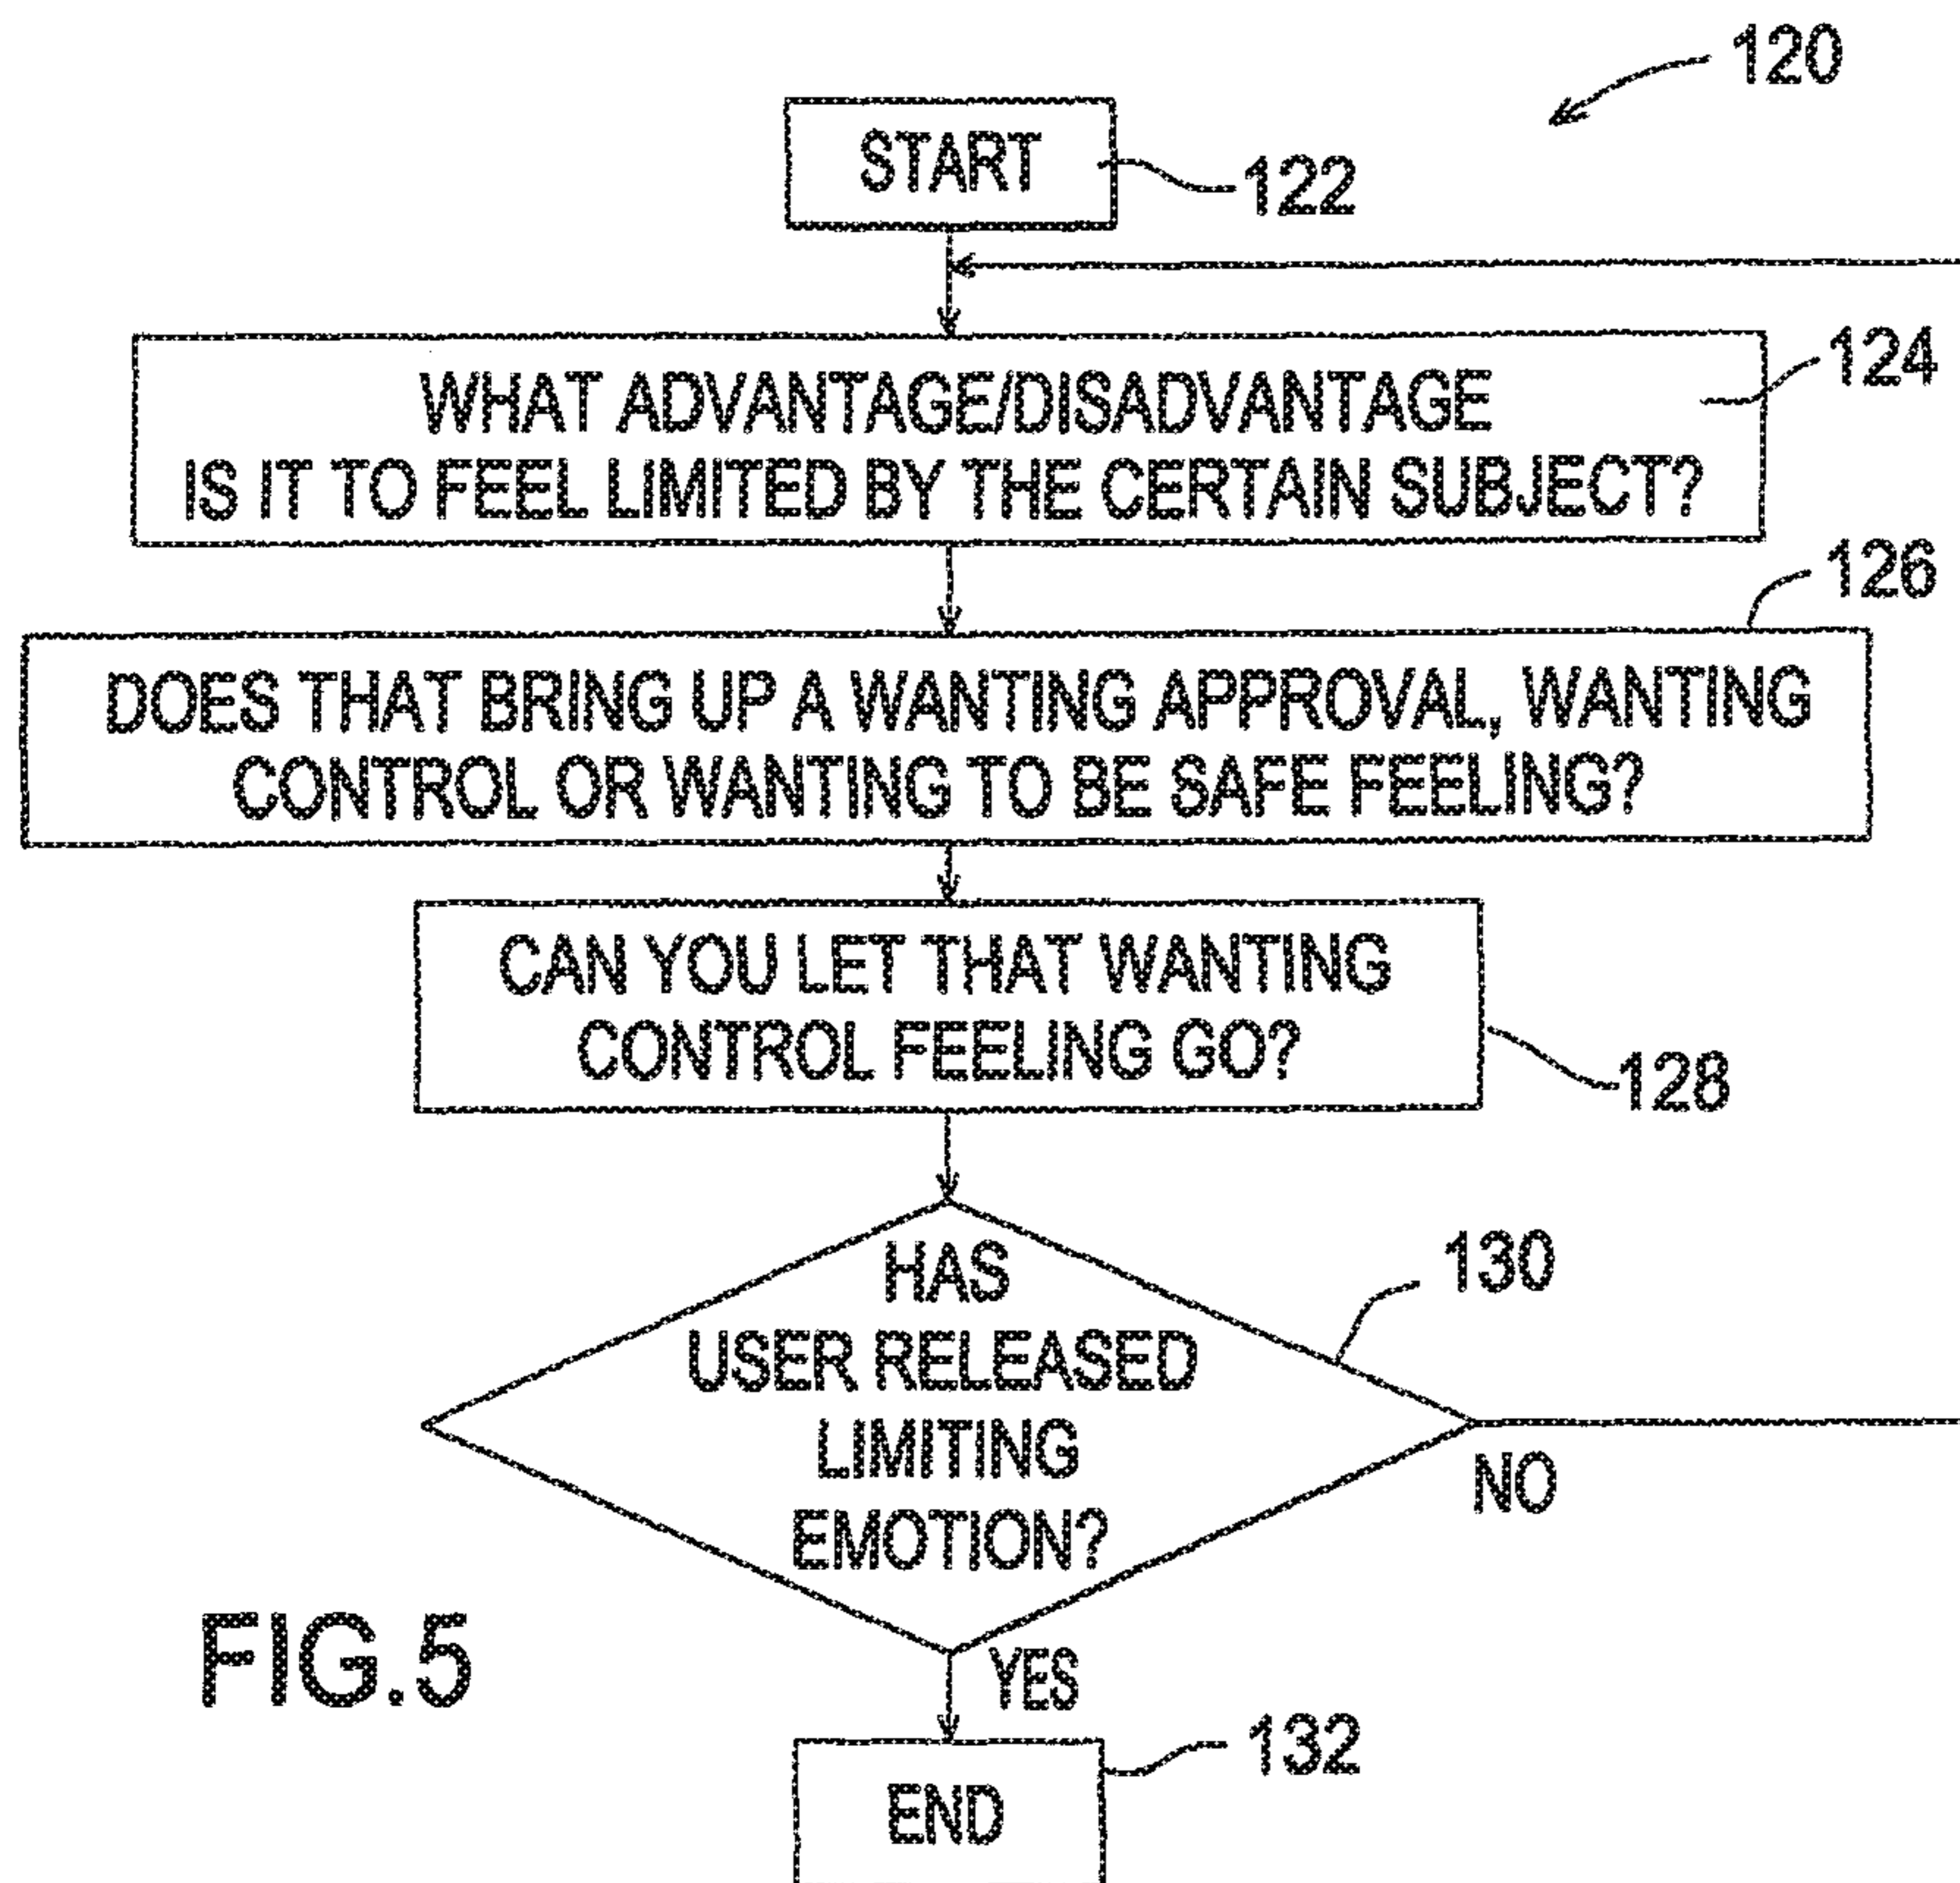 120
START
122
WHAT ADVANTAGE/DISADVANTAGE
IS IT TO FEEL LIMITED BY THE CERTAIN SUBJECT?
124
126
DOES THAT BRING UP A WANTING APPROVAL, WANTING
CONTROL OR WANTING TO BE SAFE FEELING?
CAN YOU LET THAT WANTING
CONTROL FEELING GO?
128
HAS
USER RELEASED
LIMITING
EMOTION?
130
NO
YES
FIG.5
132
END